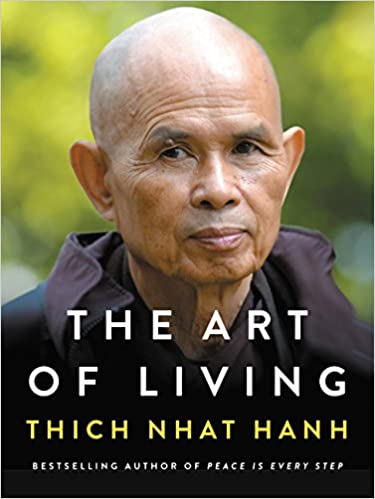 THE ART
OF LIVING
THICH NHAT HANH
BESTSELLING AUTHOR OF PEACE IS EVERY STEP